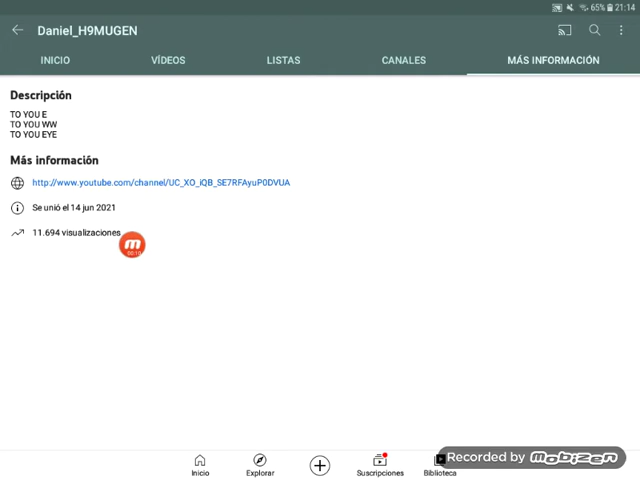 65% 21:14
Daniel_H9MUGEN
INICIO VÍDEOS LISTAS CANALES MÁS INFORMACIÓN
Descripción
TO YOU E
TO YOU WW
TO YOU EYE
Más información
http://www.youtube.com/channel/UC_XO_iQB_SE7RFAyuP0DVUA
Se unió el 14 jun 2021
11.694 visualizaciones
Inicio Explorar Suscripciones Biblioteca
Recorded by mobizen